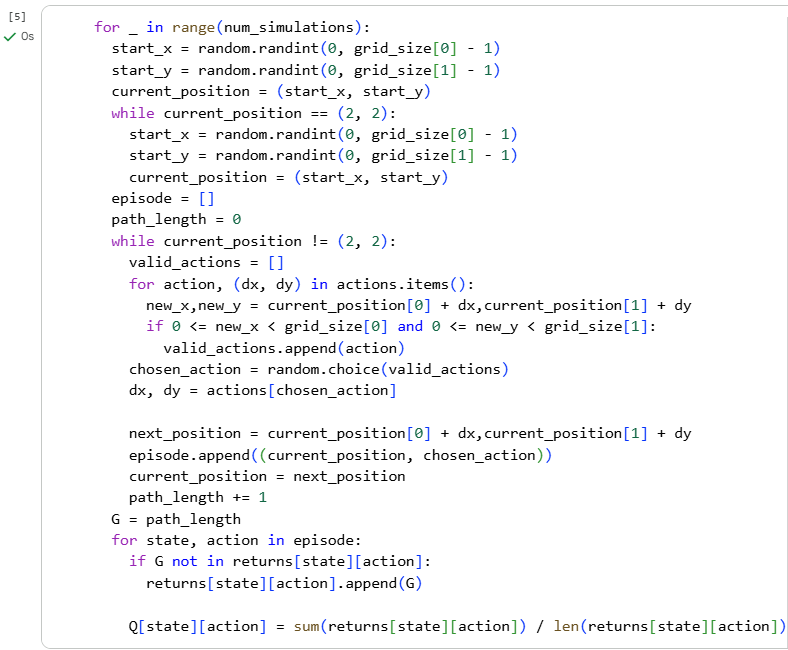 [5]
0s
for _ in range(num_simulations):
  start_x = random.randint(0, grid_size[0] - 1)
  start_y = random.randint(0, grid_size[1] - 1)
  current_position = (start_x, start_y)
  while current_position == (2, 2):
    start_x = random.randint(0, grid_size[0] - 1)
    start_y = random.randint(0, grid_size[1] - 1)
    current_position = (start_x, start_y)
  episode = []
  path_length = 0
  while current_position != (2, 2):
    valid_actions = []
    for action, (dx, dy) in actions.items():
      new_x,new_y = current_position[0] + dx,current_position[1] + dy
      if 0 <= new_x < grid_size[0] and 0 <= new_y < grid_size[1]:
        valid_actions.append(action)
    chosen_action = random.choice(valid_actions)
    dx, dy = actions[chosen_action]

    next_position = current_position[0] + dx,current_position[1] + dy
    episode.append((current_position, chosen_action))
    current_position = next_position
    path_length += 1
  G = path_length
  for state, action in episode:
    if G not in returns[state][action]:
      returns[state][action].append(G)

    Q[state][action] = sum(returns[state][action]) / len(returns[state][action])